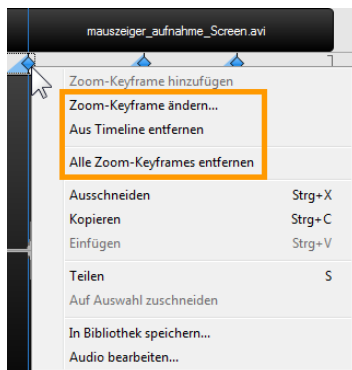 mauszeiger_aufnahme_Screen.avi
Zoom-Keyframe hinzufügen
Zoom-Keyframe ändern...
Aus Timeline entfernen
Alle Zoom-Keyframes entfernen
Ausschneiden Strg+X
Kopieren Strg+C
Einfügen Strg+V
Teilen S
Auf Auswahl zuschneiden
In Bibliothek speichern...
Audio bearbeiten...